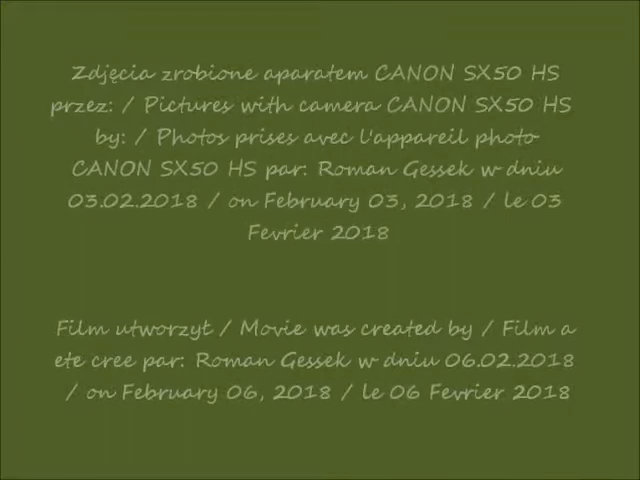 Zdjęcia zrobione aparatem CANON SX50 HS
przez: / Pictures with camera CANON SX50 HS
by: / Photos prises avec l'appareil photo
CANON SX50 HS par: Roman Gessek w dniu
03.02.2018 / on February 03, 2018 / le 03
Fevrier 2018
Film utworzył / Movie was created by / Film a
ete cree par: Roman Gessek w dniu 06.02.2018
/ on February 06, 2018 / le 06 Fevrier 2018